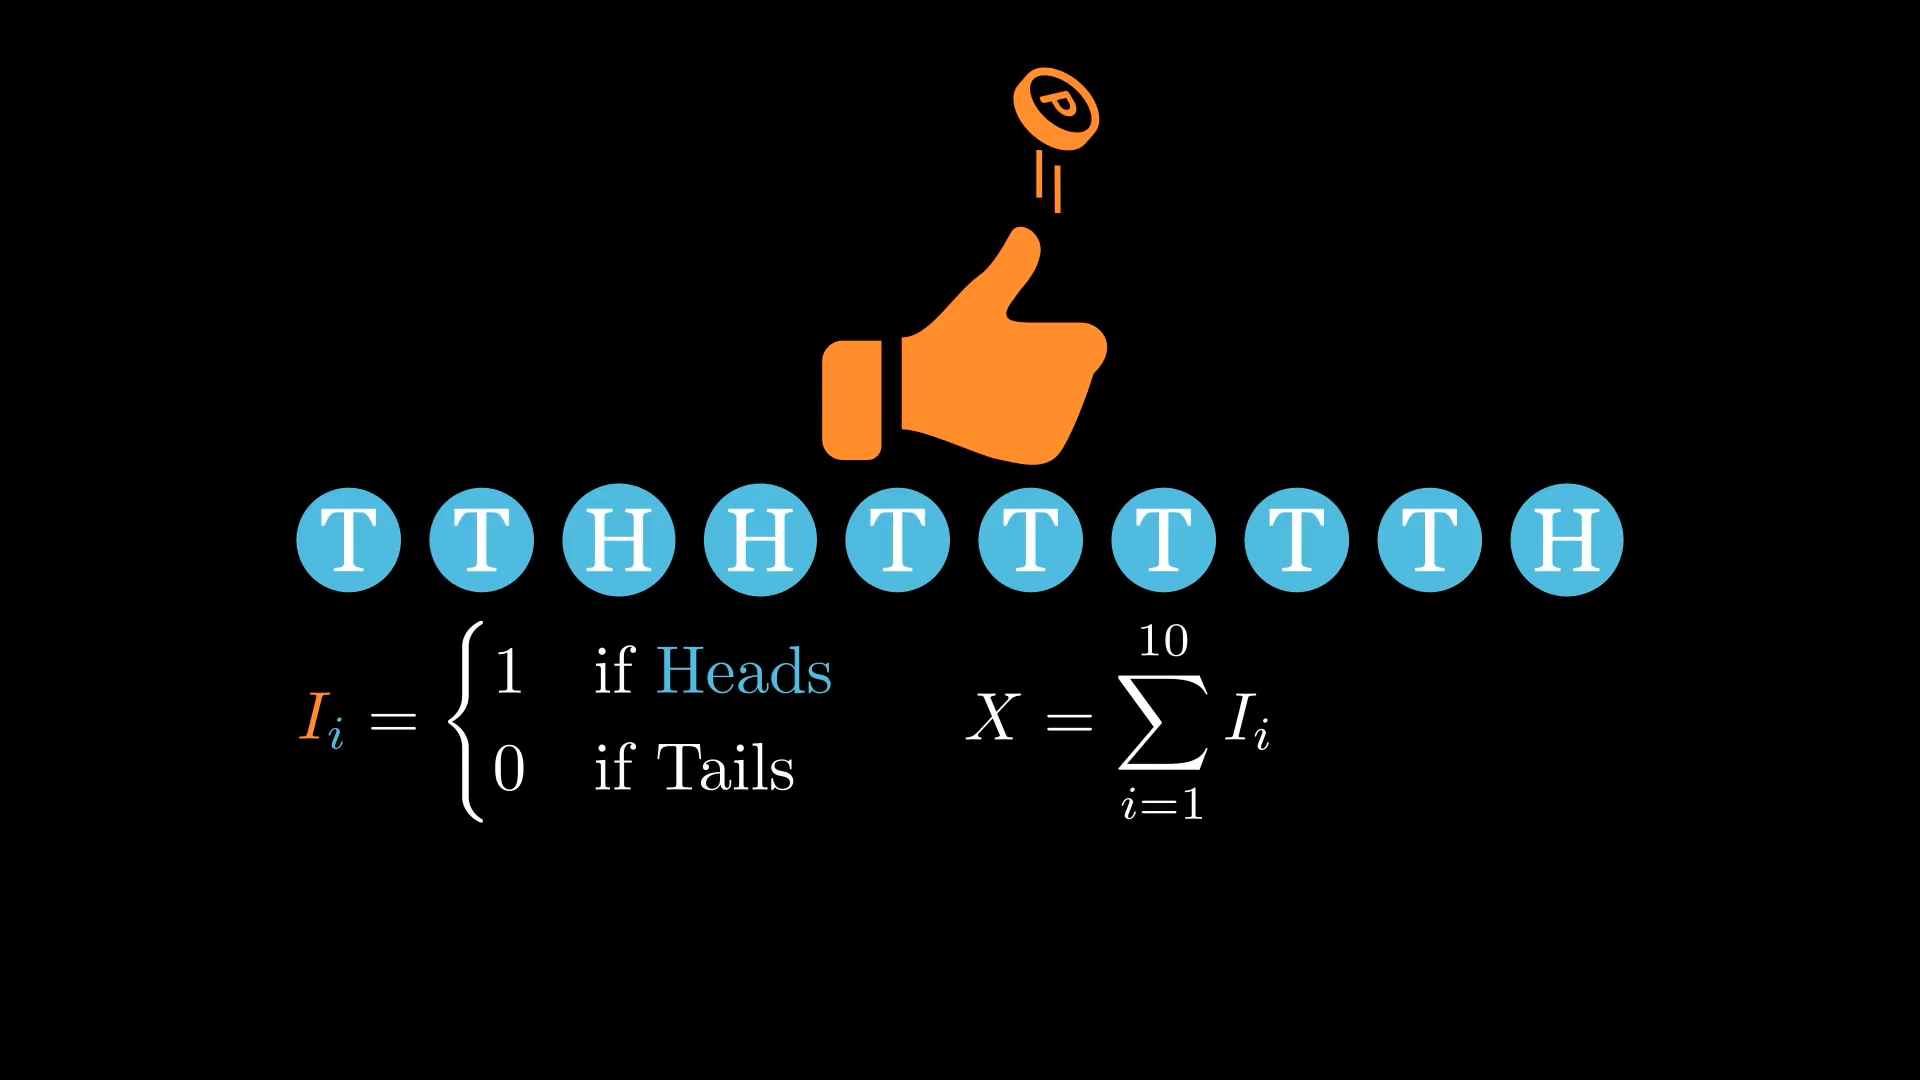 P
T T H H T T T T T H
I_i = { 1 if Heads
0 if Tails
X = \sum_{i=1}^{10} I_i